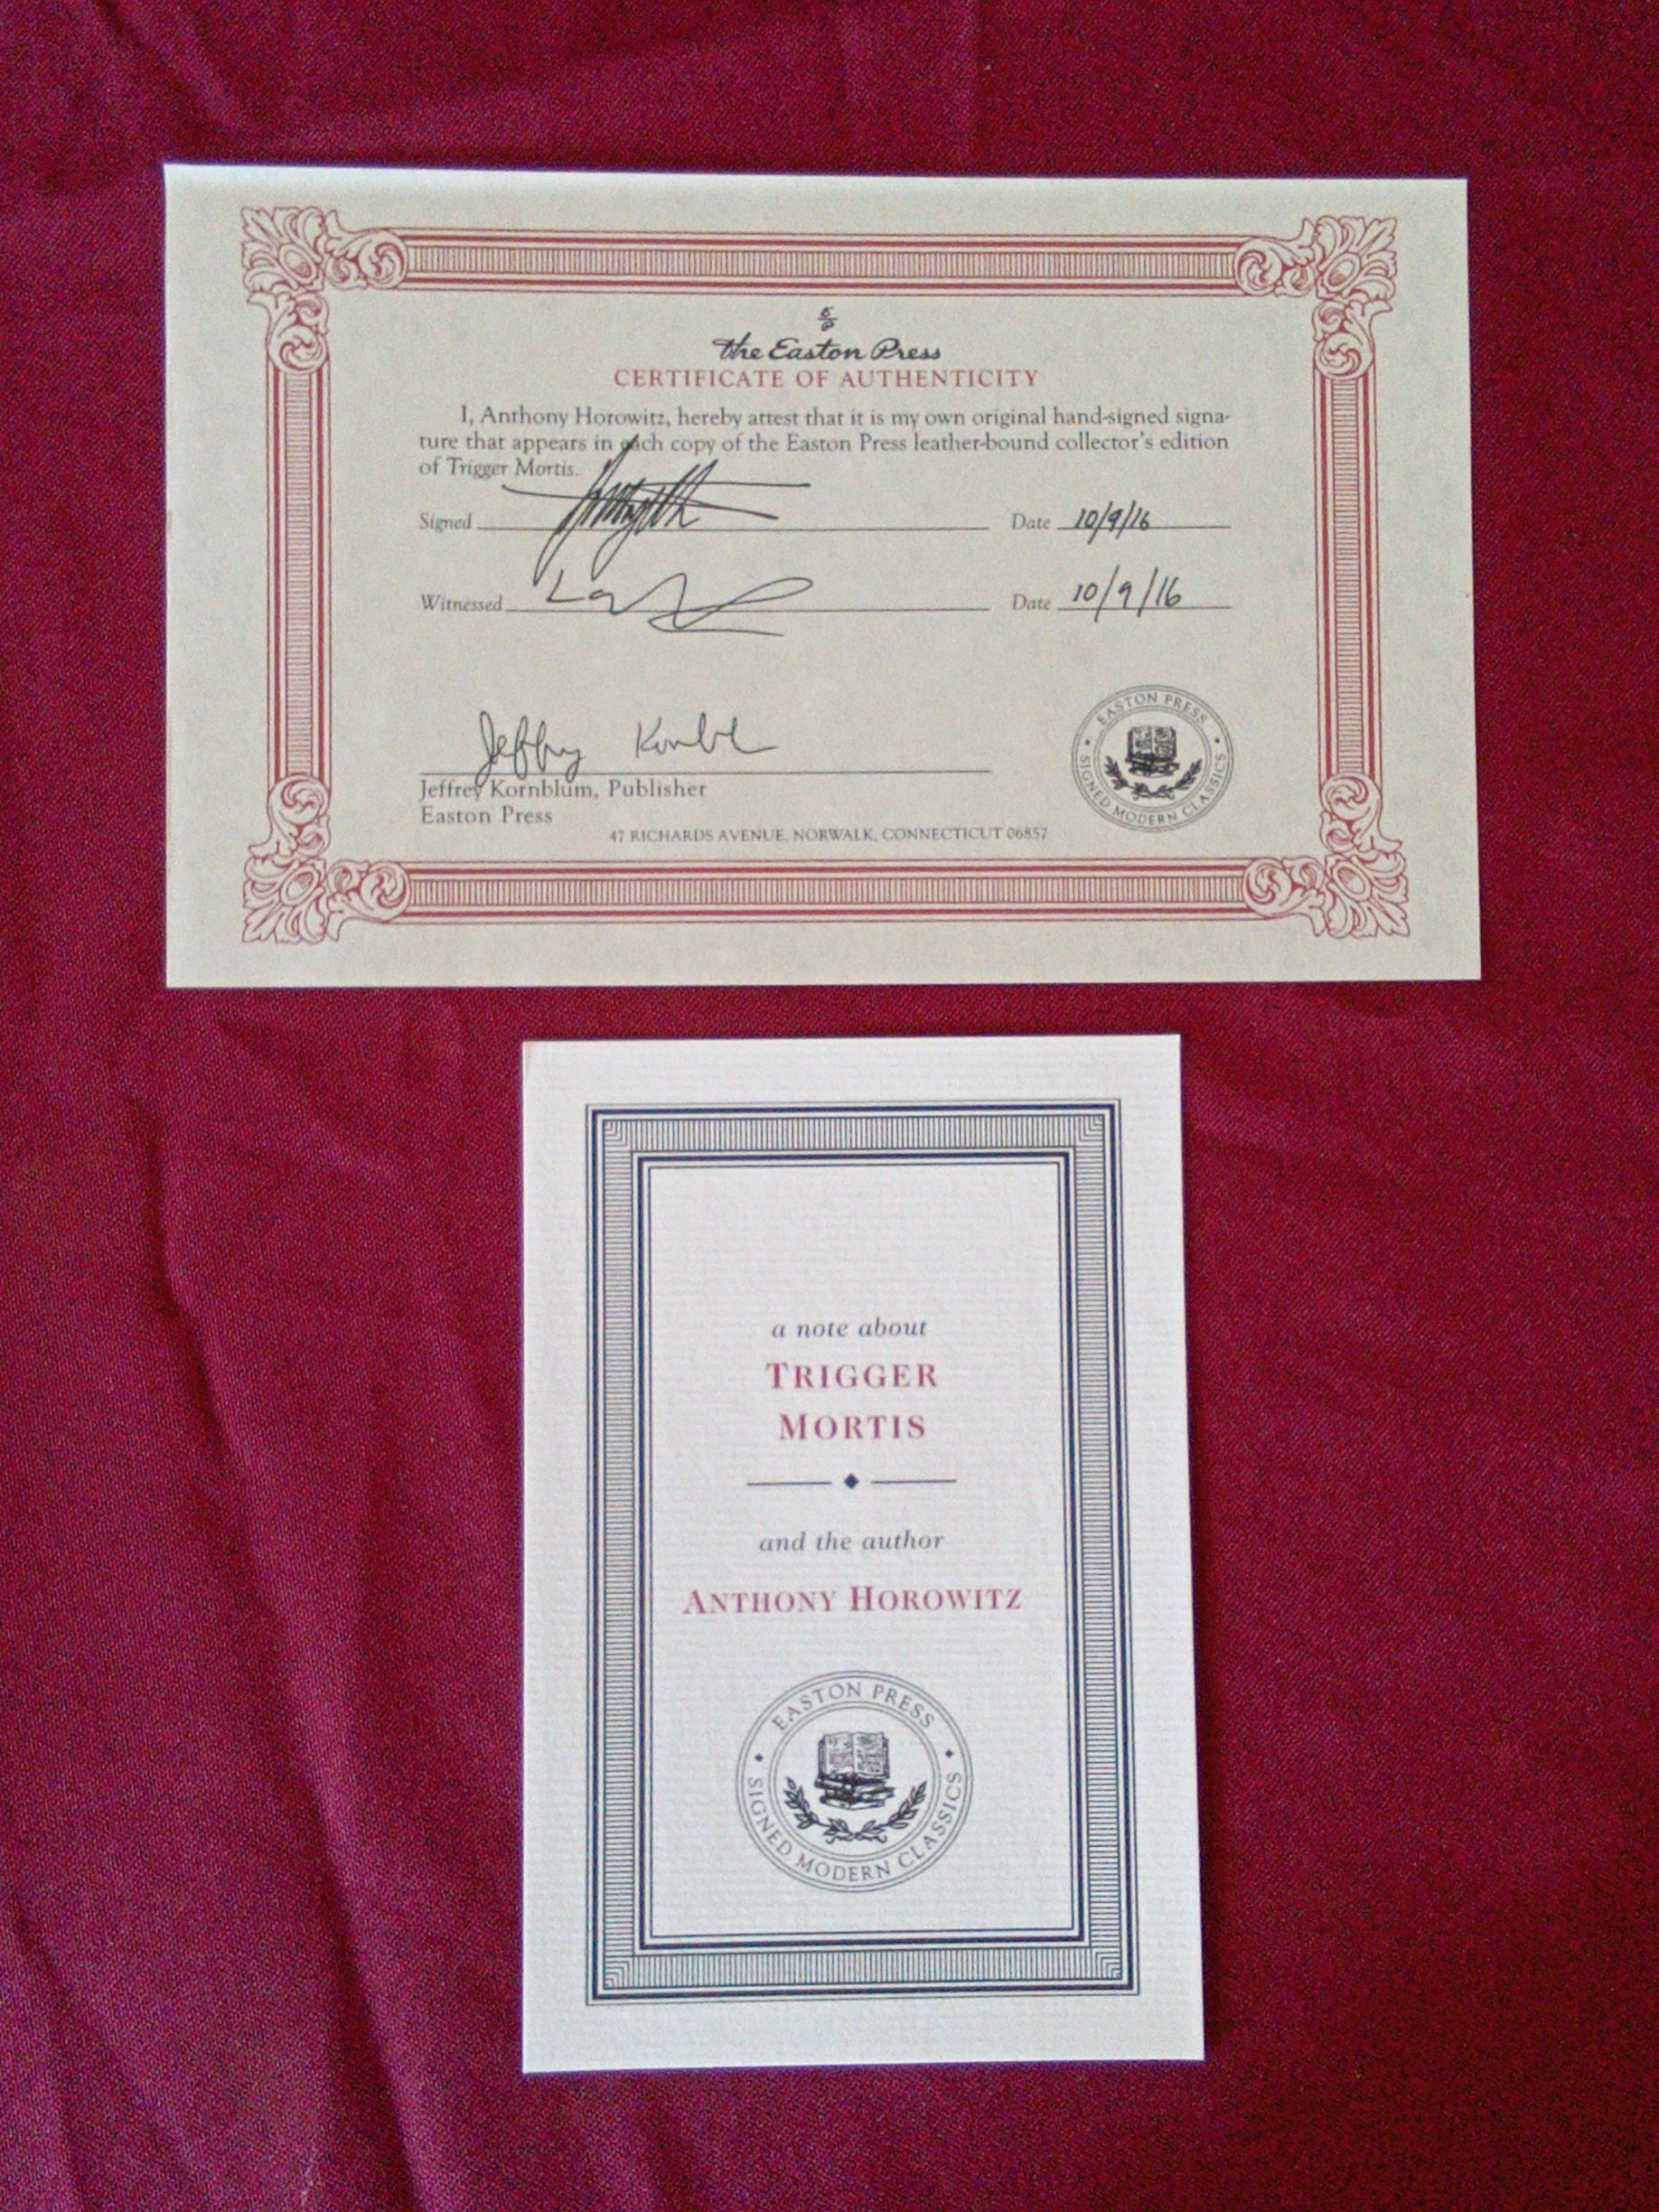 E/P
the Easton Press
CERTIFICATE OF AUTHENTICITY
I, Anthony Horowitz, hereby attest that it is my own original hand-signed signa-
ture that appears in each copy of the Easton Press leather-bound collector's edition
of Trigger Mortis.
Signed Date 10/9/16
Witnessed Date 10/9/16
Jeffrey Kornblum, Publisher
Easton Press
47 RICHARDS AVENUE, NORWALK, CONNECTICUT 06857
EASTON PRESS
SIGNED MODERN CLASSICS
a note about
TRIGGER
MORTIS
and the author
ANTHONY HOROWITZ
EASTON PRESS
SIGNED MODERN CLASSICS